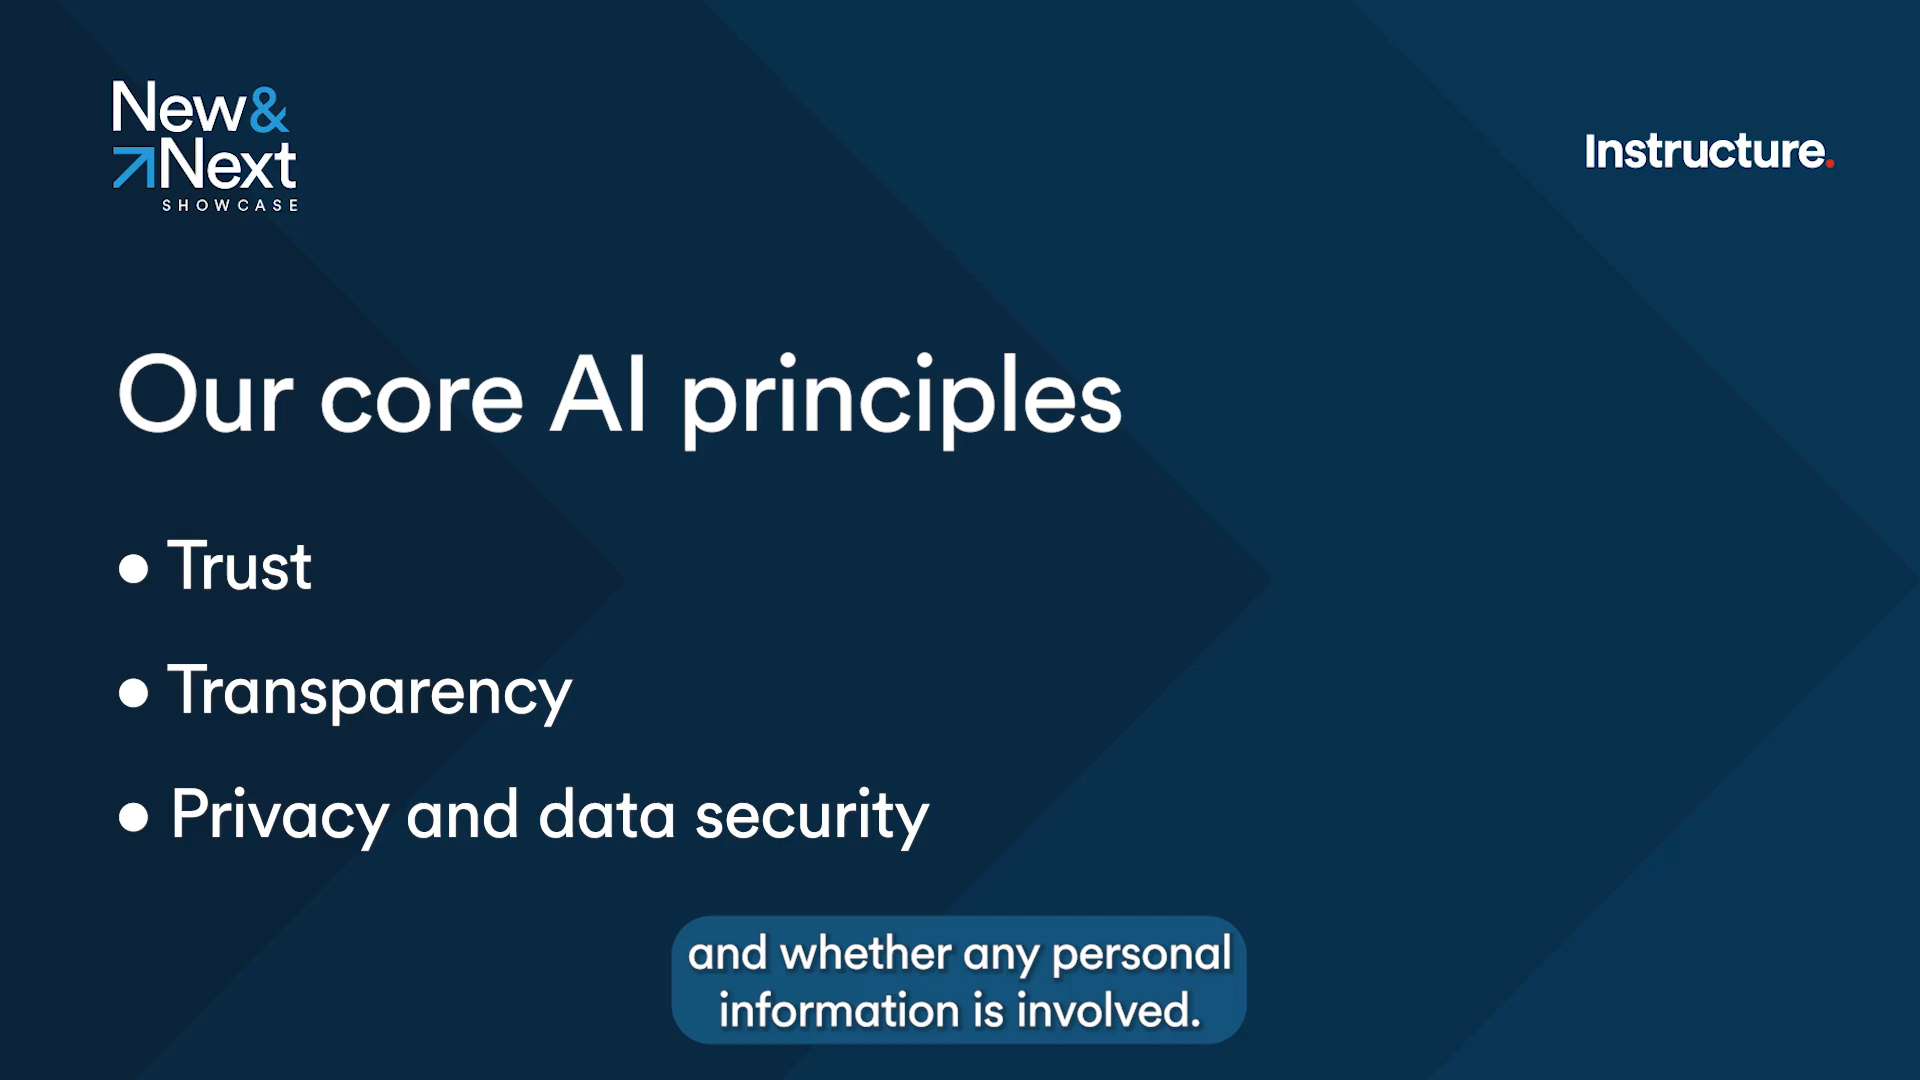 New&
Next
SHOWCASE
Instructure.
Our core AI principles
● Trust
● Transparency
● Privacy and data security
and whether any personal
information is involved.